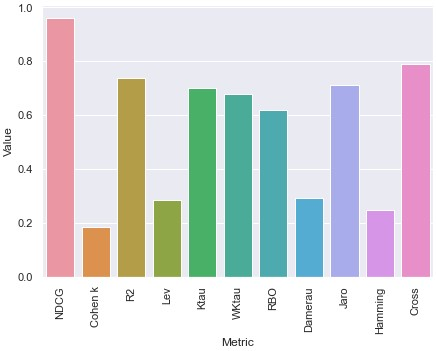 1.0
0.8
0.6
0.4
0.2
0.0
Value
NDCG
Cohen k
R2
Lev
Ktau
WKtau
RBO
Damerau
Jaro
Hamming
Cross
Metric